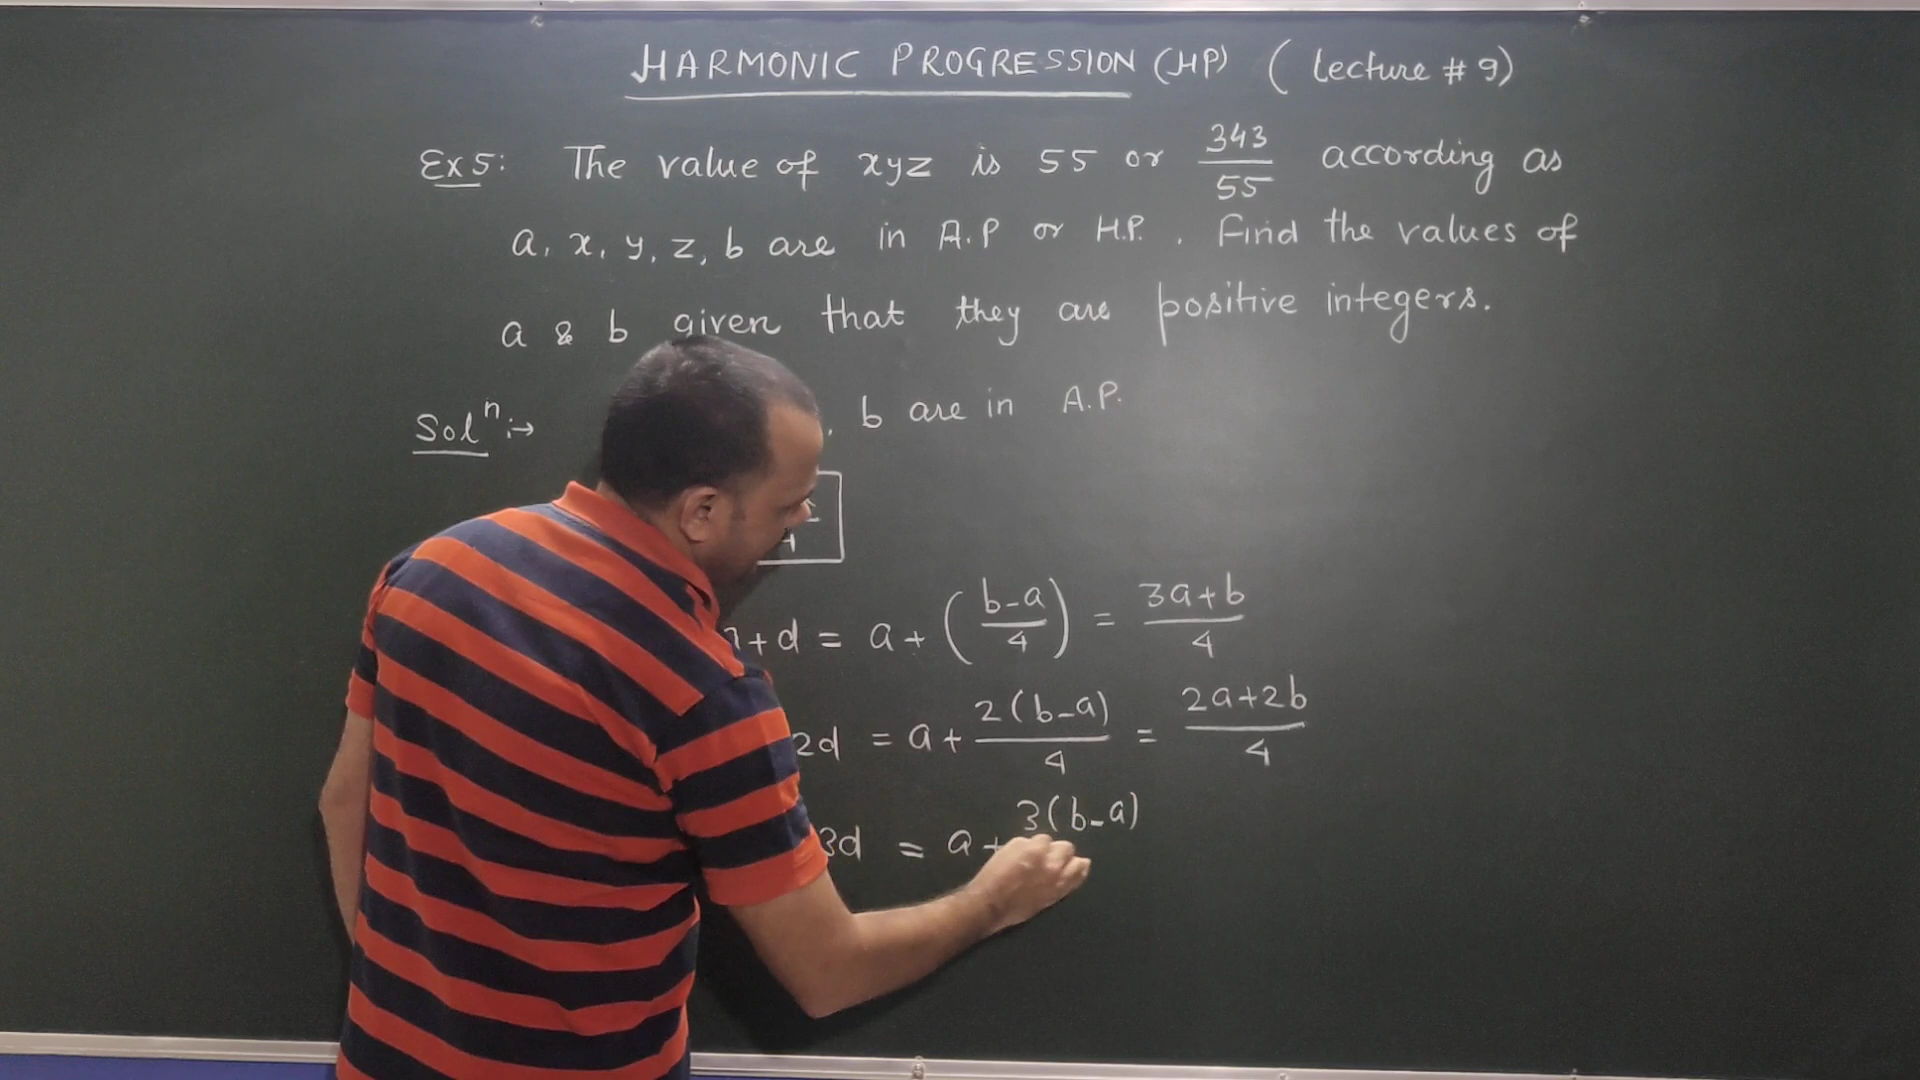 HARMONIC PROGRESSION (HP) ( Lecture # 9)
Ex 5: The value of xyz is 55 or 343/55 according as
a, x, y, z, b are in A.P or H.P. . Find the values of
a & b given that they are positive integers.
Solⁿ:→ , b are in A.P.
+ d = a + ( (b-a)/4 ) = (3a+b)/4
2d = a + 2(b-a)/4 = (2a+2b)/4
3d = a + 3(b-a)